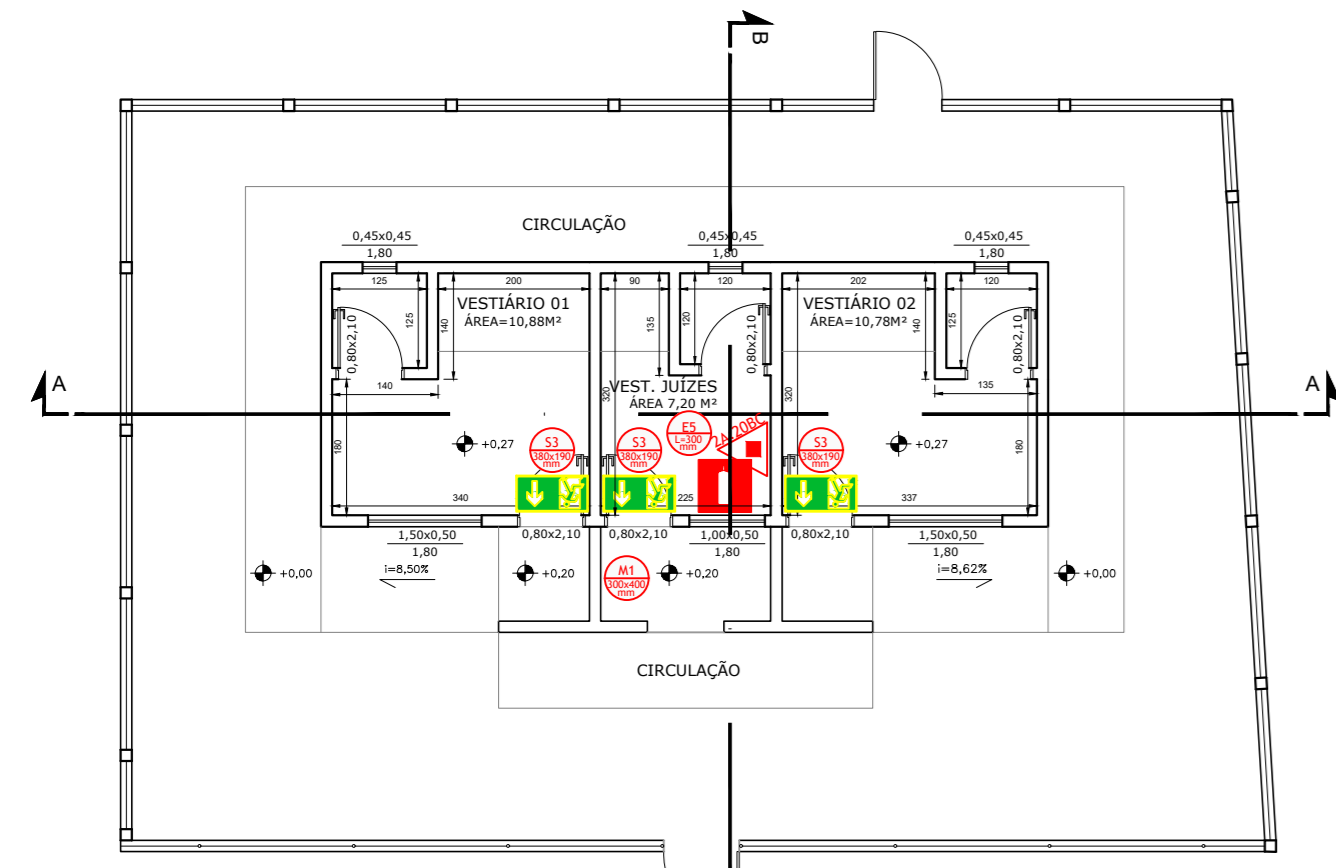 B
CIRCULAÇÃO
0,45x0,45
1,80
0,45x0,45
1,80
0,45x0,45
1,80
125
200
90
120
202
120
VESTIÁRIO 01
ÁREA=10,88M²
VESTIÁRIO 02
ÁREA=10,78M²
125
140
135
120
140
125
0,80x2,10
0,80x2,10
0,80x2,10
A
A
140
320
VEST. JUÍZES
ÁREA 7,20 M²
320
135
180
+0,27
S3
380x190
mm
S3
380x190
mm
E5
L=300
mm
2A-20BC
S3
380x190
mm
+0,27
180
340
225
337
1,50x0,50
1,80
0,80x2,10
0,80x2,10
1,00x0,50
1,80
0,80x2,10
1,50x0,50
1,80
+0,00
i=8,50%
+0,20
M1
300x400
mm
+0,20
i=8,62%
+0,00
CIRCULAÇÃO